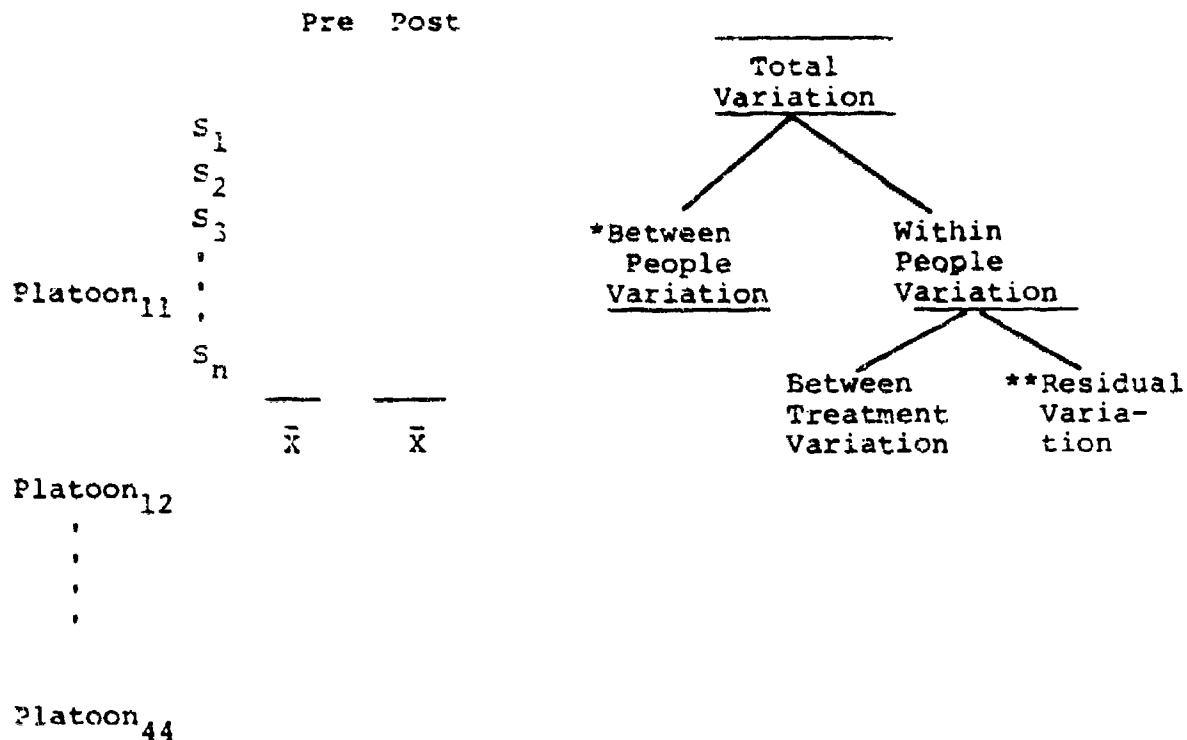 Pre Post
S1
S2
S3
Platoon11
Sn
X̄ X̄
Platoon12
Platoon44
Total
Variation
*Between
People
Variation
Within
People
Variation
Between
Treatment
Variation
**Residual
Varia-
tion